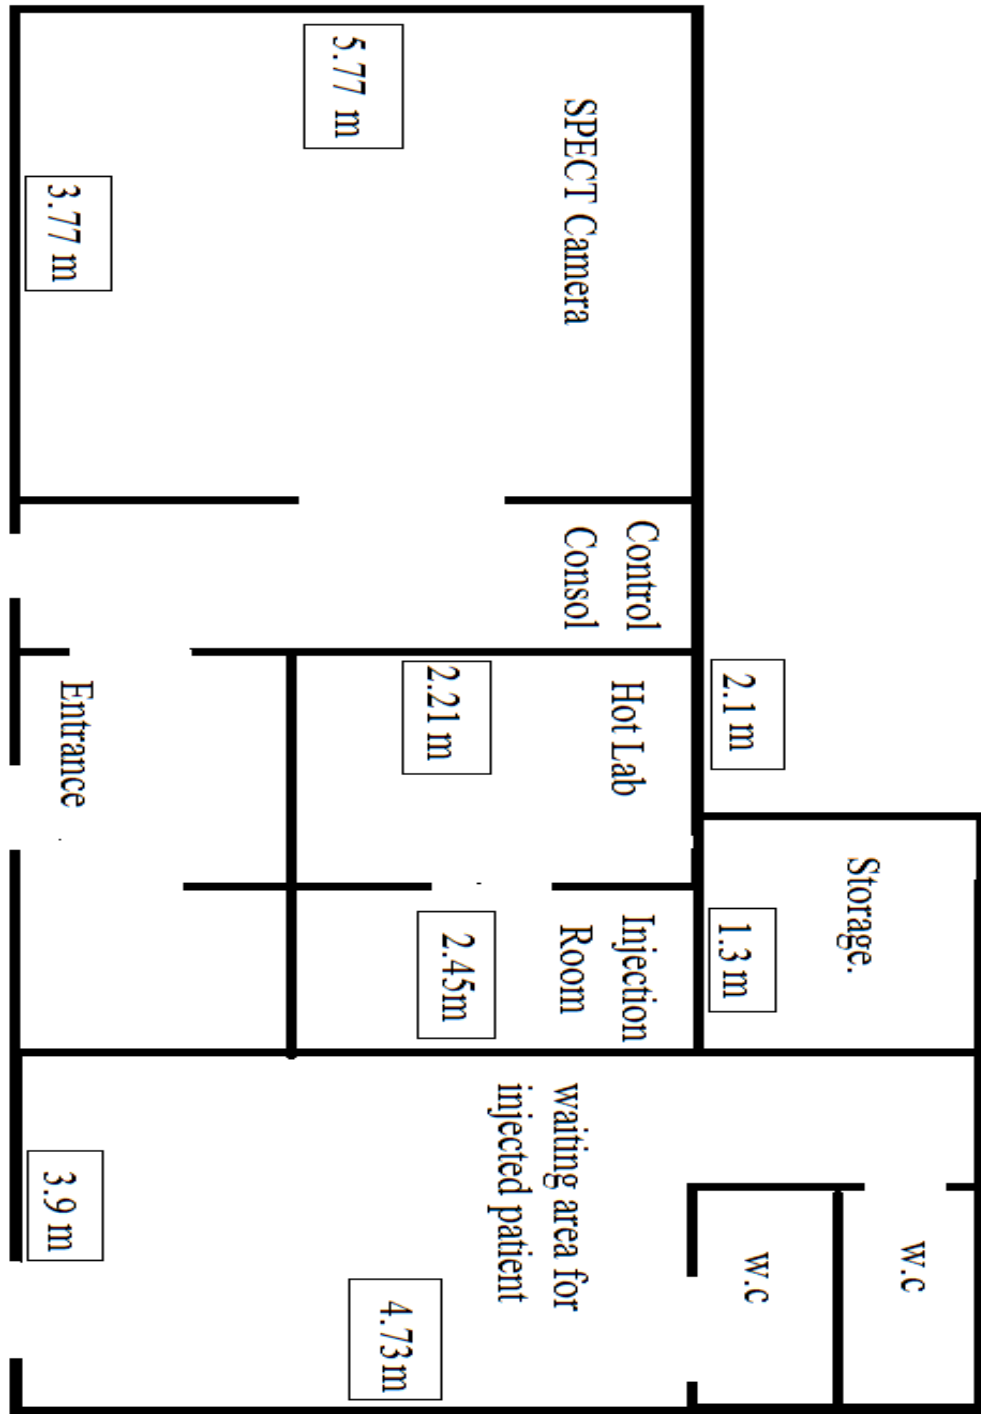 SPECT Camera
5.77 m
3.77 m
Control
Consol
Hot Lab
2.1 m
2.21 m
Entrance
Storage.
1.3 m
Injection
Room
2.45m
waiting area for
injected patient
w.c
w.c
3.9 m
4.73m